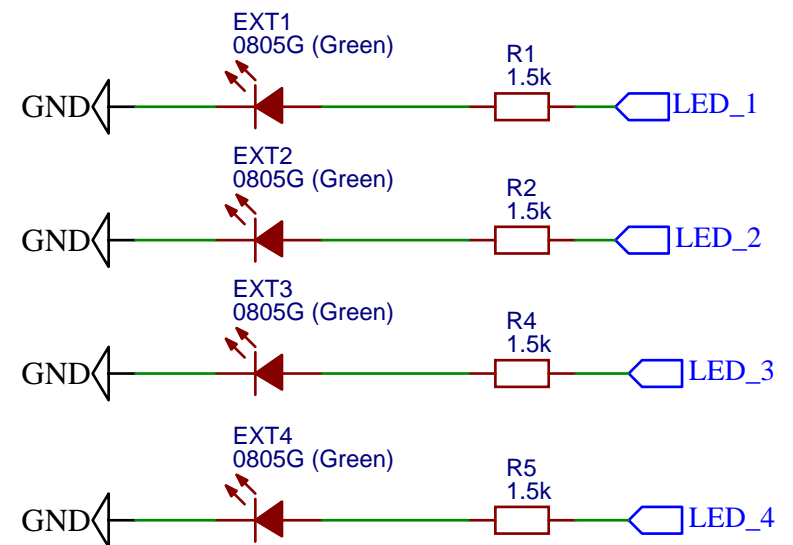 EXT1
0805G (Green)
R1
1.5k
GND
LED_1
EXT2
0805G (Green)
R2
1.5k
GND
LED_2
EXT3
0805G (Green)
R4
1.5k
GND
LED_3
EXT4
0805G (Green)
R5
1.5k
GND
LED_4